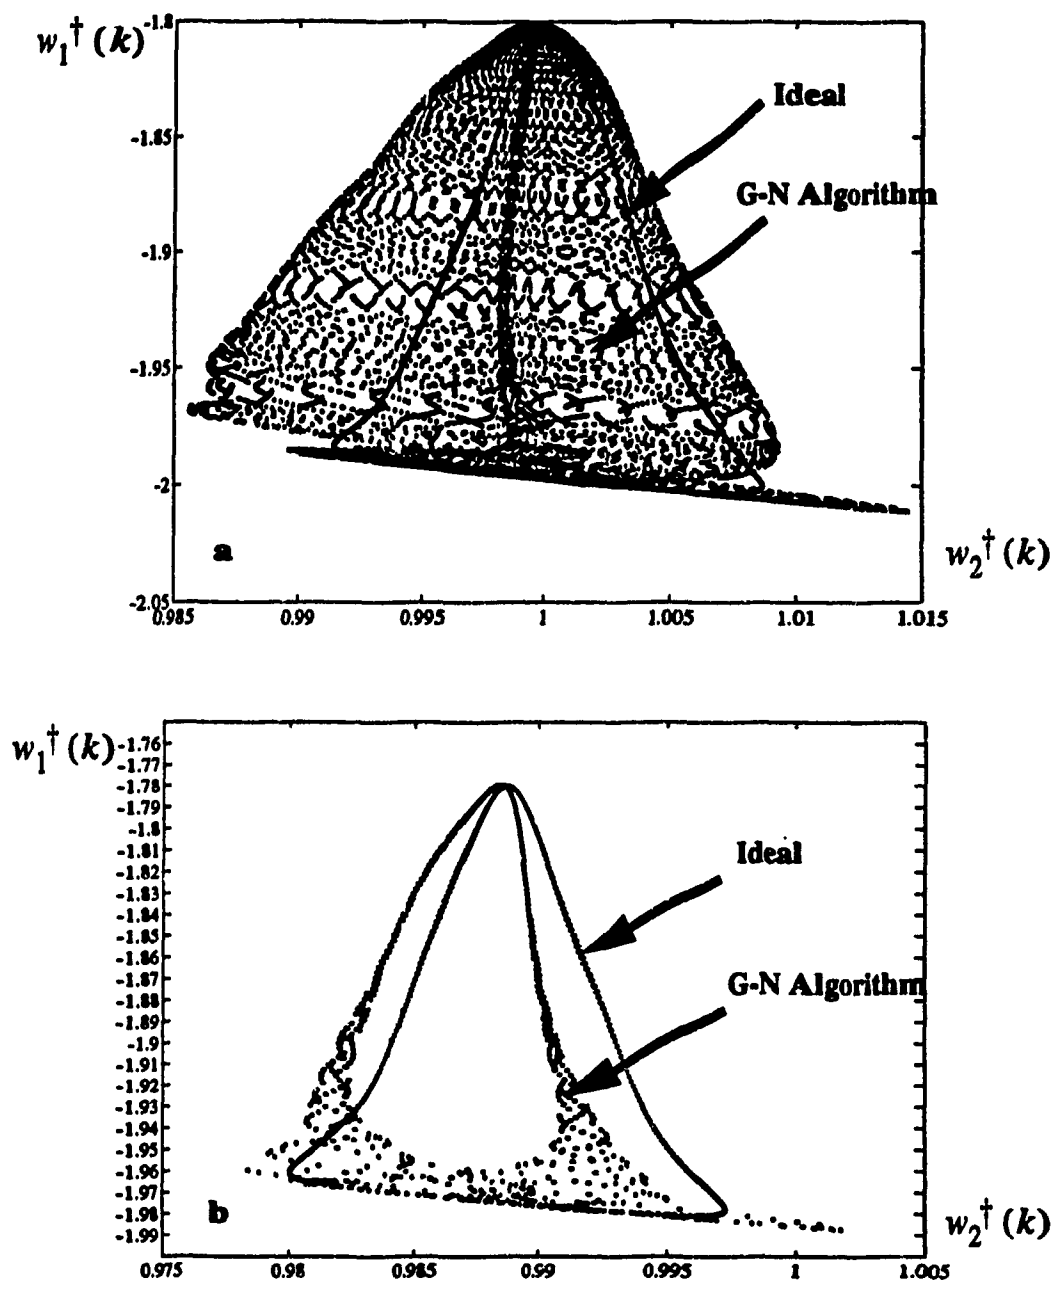 w₁†(k)
-1.8
Ideal
-1.85
G-N Algorithm
-1.9
-1.95
-2
a
w₂†(k)
-2.05
0.985 0.99 0.995 1 1.005 1.01 1.015
w₁†(k)
-1.76
-1.77
-1.78
-1.79
-1.8
-1.81
Ideal
-1.82
-1.83
-1.84
-1.85
-1.86
-1.87
G-N Algorithm
-1.88
-1.89
-1.9
-1.91
-1.92
-1.93
-1.94
-1.95
-1.96
-1.97
b
w₂†(k)
-1.98
-1.99
0.975 0.98 0.985 0.99 0.995 1 1.005